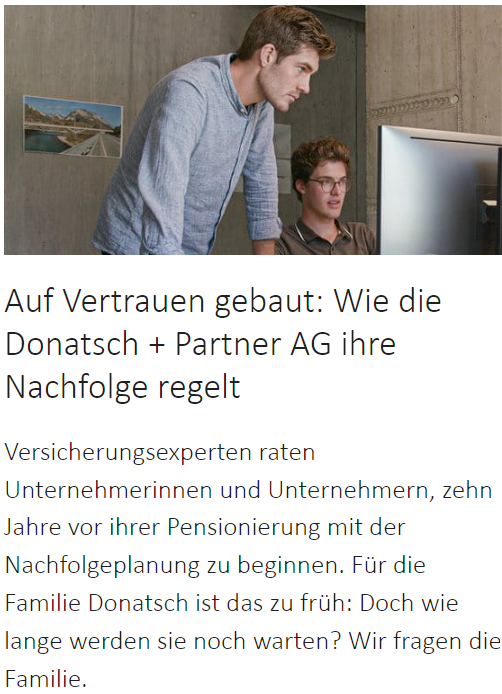 Auf Vertrauen gebaut: Wie die
Donatsch + Partner AG ihre
Nachfolge regelt
Versicherungsexperten raten
Unternehmerinnen und Unternehmern, zehn
Jahre vor ihrer Pensionierung mit der
Nachfolgeplanung zu beginnen. Für die
Familie Donatsch ist das zu früh: Doch wie
lange werden sie noch warten? Wir fragen die
Familie.